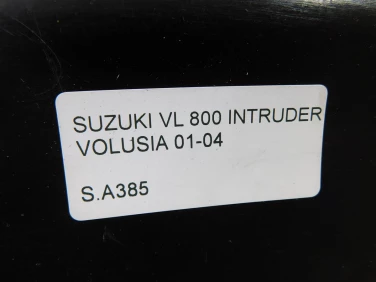 SUZUKI VL 800 INTRUDER
VOLUSIA 01-04
S.A385